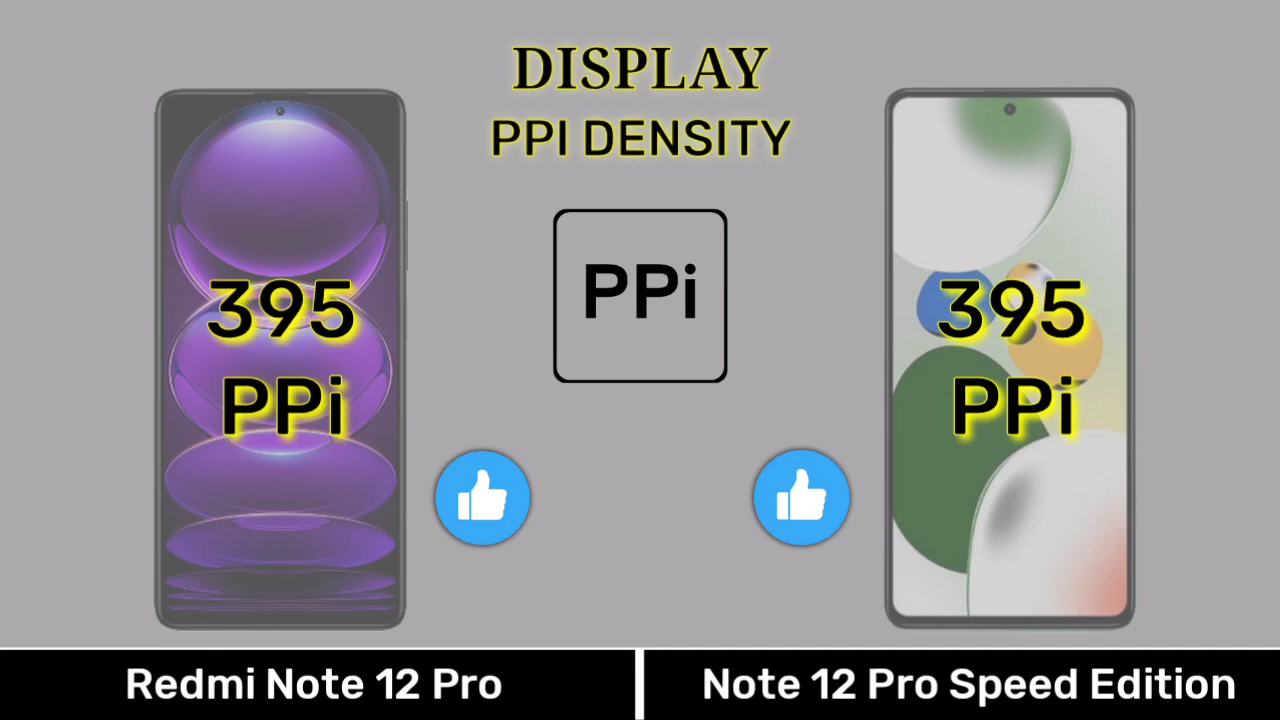 DISPLAY
PPI DENSITY
PPi
395
PPi
395
PPi
Redmi Note 12 Pro
Note 12 Pro Speed Edition